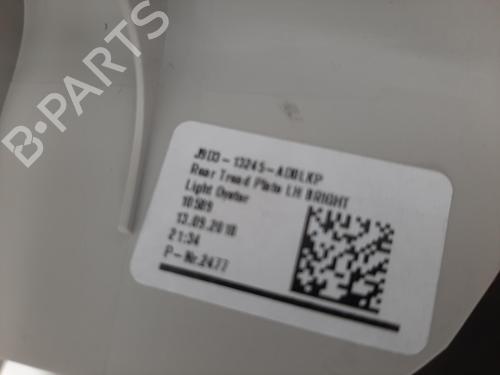 B-PARTS
J9D3-13245-ADBLKP
Rear Tread Plate LH BRIGHT
Light Oyster
10509
13.09.2018
21:34
P-Nr.2477